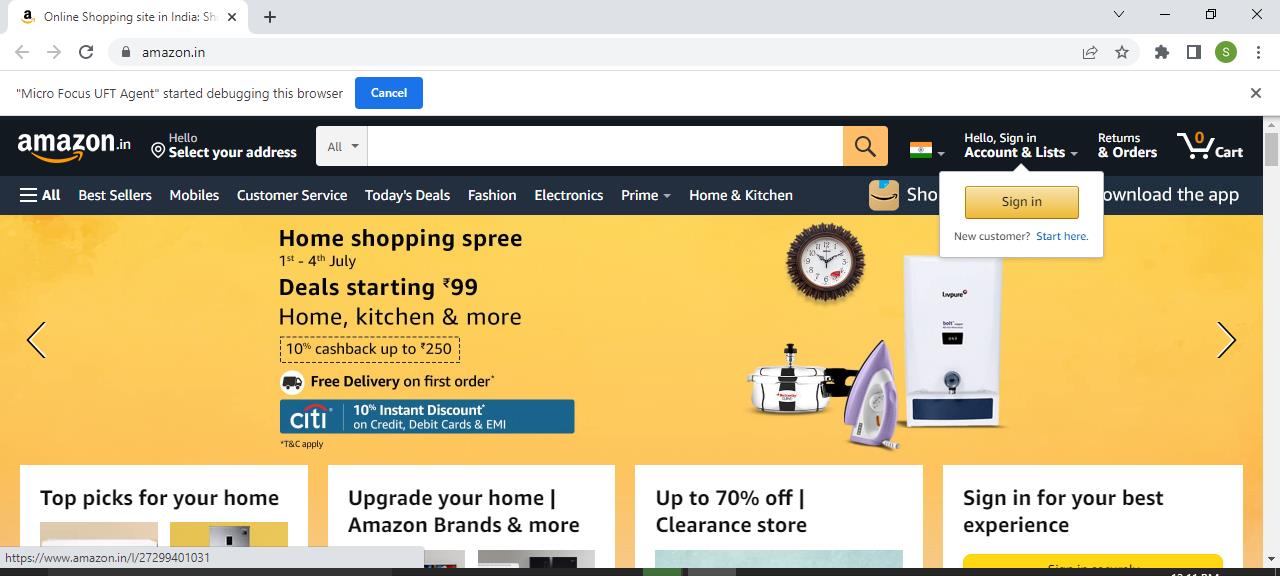 Online Shopping site in India: Sh
amazon.in
"Micro Focus UFT Agent" started debugging this browser
Cancel
S
amazon.in
Hello
Select your address
All
Hello, Sign in
Account & Lists
Returns
& Orders
0
Cart
All
Best Sellers
Mobiles
Customer Service
Today's Deals
Fashion
Electronics
Prime
Home & Kitchen
Sho
ownload the app
Sign in
New customer? Start here.
Home shopping spree
1st - 4th July
Deals starting ₹99
Home, kitchen & more
10% cashback up to ₹250
Free Delivery on first order*
citi
10% Instant Discount*
on Credit, Debit Cards & EMI
*T&C apply
Livpure
bolt
Top picks for your home
Upgrade your home |
Amazon Brands & more
Up to 70% off |
Clearance store
Sign in for your best
experience
Sign in securely
https://www.amazon.in/l/27299401031